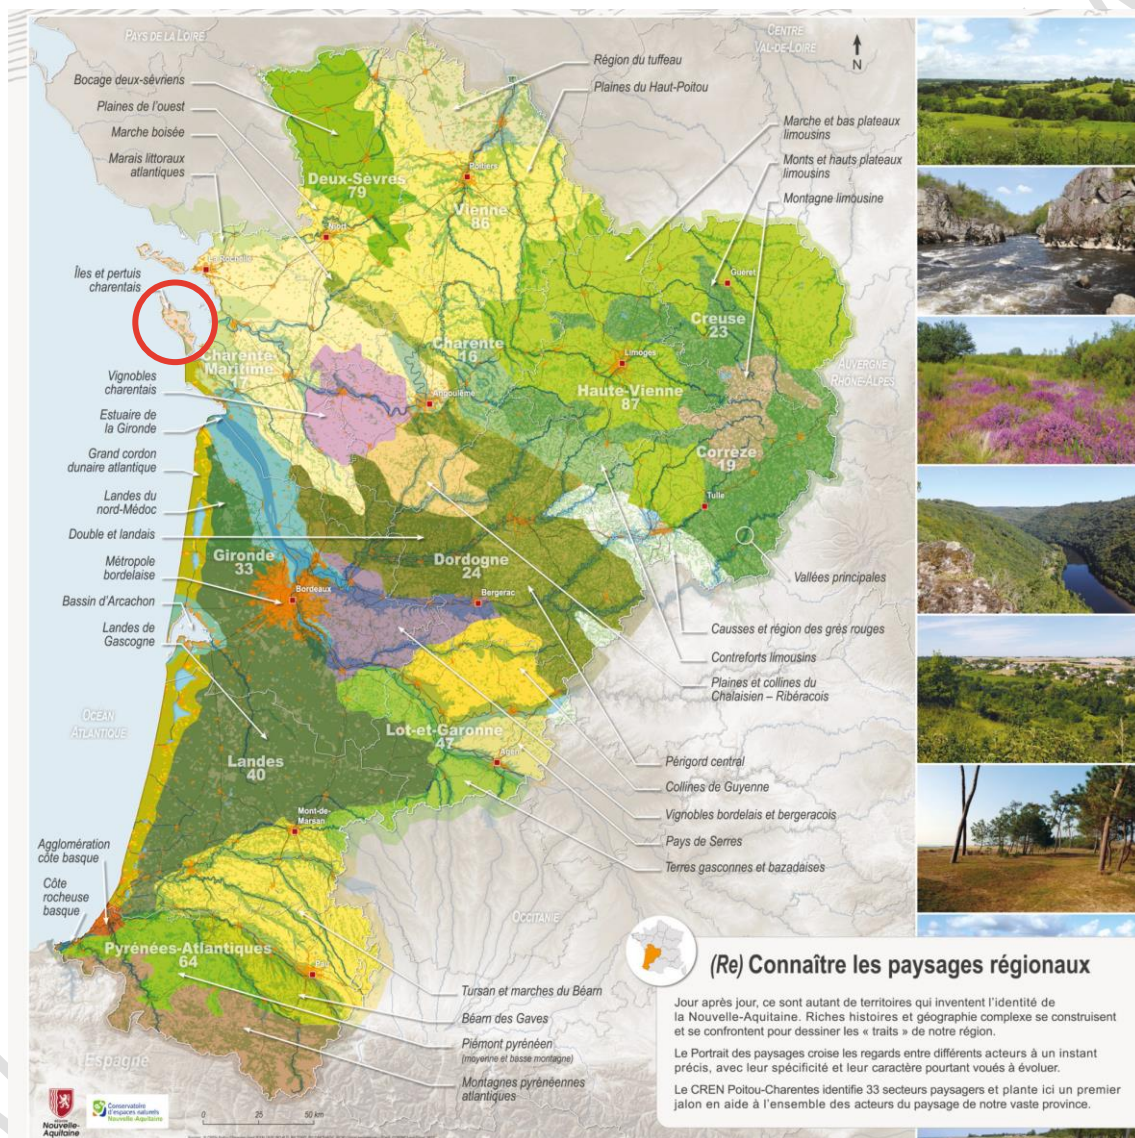 PAYS DE LA LOIRE
CENTRE
VAL-DE-LOIRE
N
Bocage deux-sévriens
Plaines de l'ouest
Marche boisée
Marais littoraux
atlantiques
Région du tuffeau
Plaines du Haut-Poitou
Marche et bas plateaux
limousins
Monts et hauts plateaux
limousins
Montagne limousine
Deux-Sèvres
79
Poitiers
Vienne
86
Niort
La Rochelle
Îles et pertuis
charentais
Guéret
Creuse
23
Charente
16
Charente-
Maritime
17
Limoges
Haute-Vienne
87
AUVERGNE
RHÔNE-ALPES
Vignobles
charentais
Angoulême
Estuaire de
la Gironde
Grand cordon
dunaire atlantique
Corrèze
19
Tulle
Landes du
nord-Médoc
Double et landais
Gironde
33
Dordogne
24
Métropole
bordelaise
Bordeaux
Bergerac
Vallées principales
Bassin d'Arcachon
Landes de
Gascogne
Causses et région des grès rouges
Contreforts limousins
Plaines et collines du
Chalaisien – Ribéracois
OCÉAN
ATLANTIQUE
Lot-et-Garonne
47
Agen
Landes
40
Périgord central
Collines de Guyenne
Vignobles bordelais et bergeracois
Pays de Serres
Terres gasconnes et bazadaises
Mont-de-
Marsan
Agglomération
côte basque
Côte
rocheuse
basque
OCCITANIE
Pyrénées-Atlantiques
64
Pau
Tursan et marches du Béarn
Béarn des Gaves
Piémont pyrénéen
(moyenne et basse montagne)
Montagnes pyrénéennes
atlantiques
Espagne
(Re) Connaître les paysages régionaux
Jour après jour, ce sont autant de territoires qui inventent l'identité de
la Nouvelle-Aquitaine. Riches histoires et géographie complexe se construisent
et se confrontent pour dessiner les « traits » de notre région.
Le Portrait des paysages croise les regards entre différents acteurs à un instant
précis, avec leur spécificité et leur caractère pourtant voués à évoluer.
Le CREN Poitou-Charentes identifie 33 secteurs paysagers et plante ici un premier
jalon en aide à l'ensemble des acteurs du paysage de notre vaste province.
Nouvelle-
Aquitaine
Conservatoire
d'espaces naturels
Nouvelle-Aquitaine
0 25 50 km